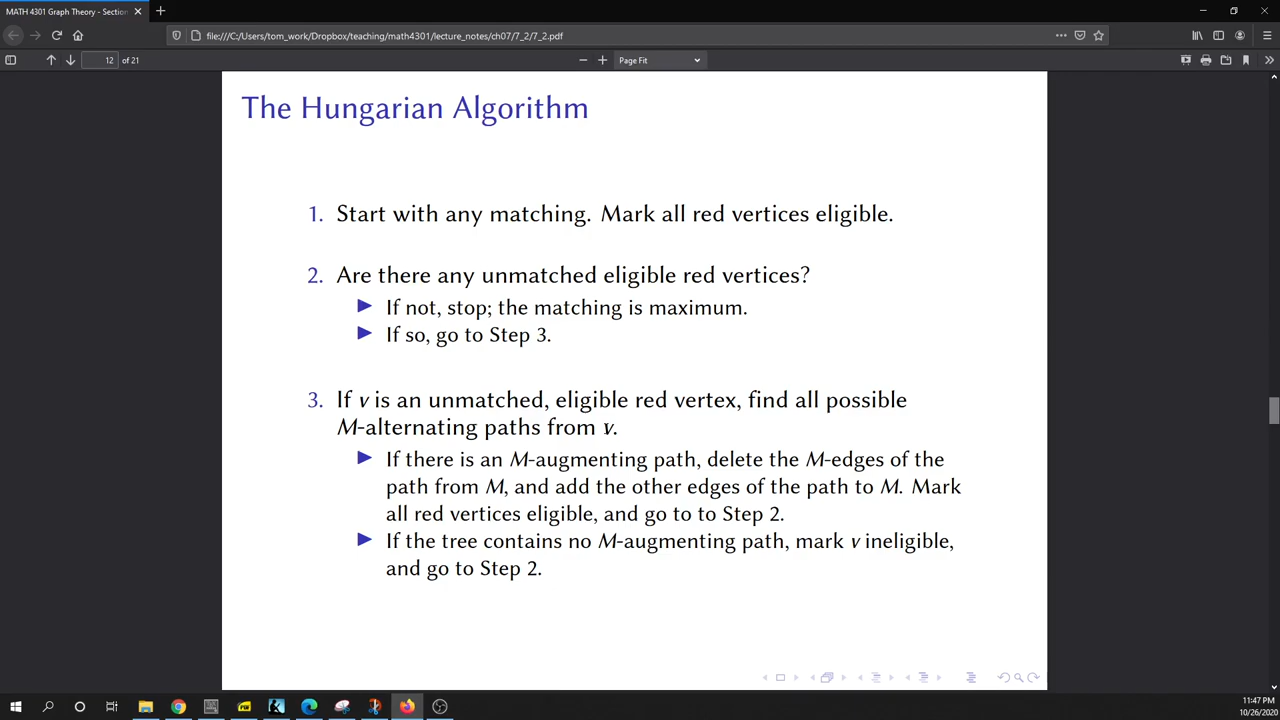 MATH 4301 Graph Theory - Section
file:///C:/Users/tom_work/Dropbox/teaching/math4301/lecture_notes/ch07/7_2/7_2.pdf
12 of 21
Page Fit
The Hungarian Algorithm
1. Start with any matching. Mark all red vertices eligible.
2. Are there any unmatched eligible red vertices?
▶ If not, stop; the matching is maximum.
▶ If so, go to Step 3.
3. If v is an unmatched, eligible red vertex, find all possible
M-alternating paths from v.
▶ If there is an M-augmenting path, delete the M-edges of the
path from M, and add the other edges of the path to M. Mark
all red vertices eligible, and go to to Step 2.
▶ If the tree contains no M-augmenting path, mark v ineligible,
and go to Step 2.
11:47 PM
10/26/2020